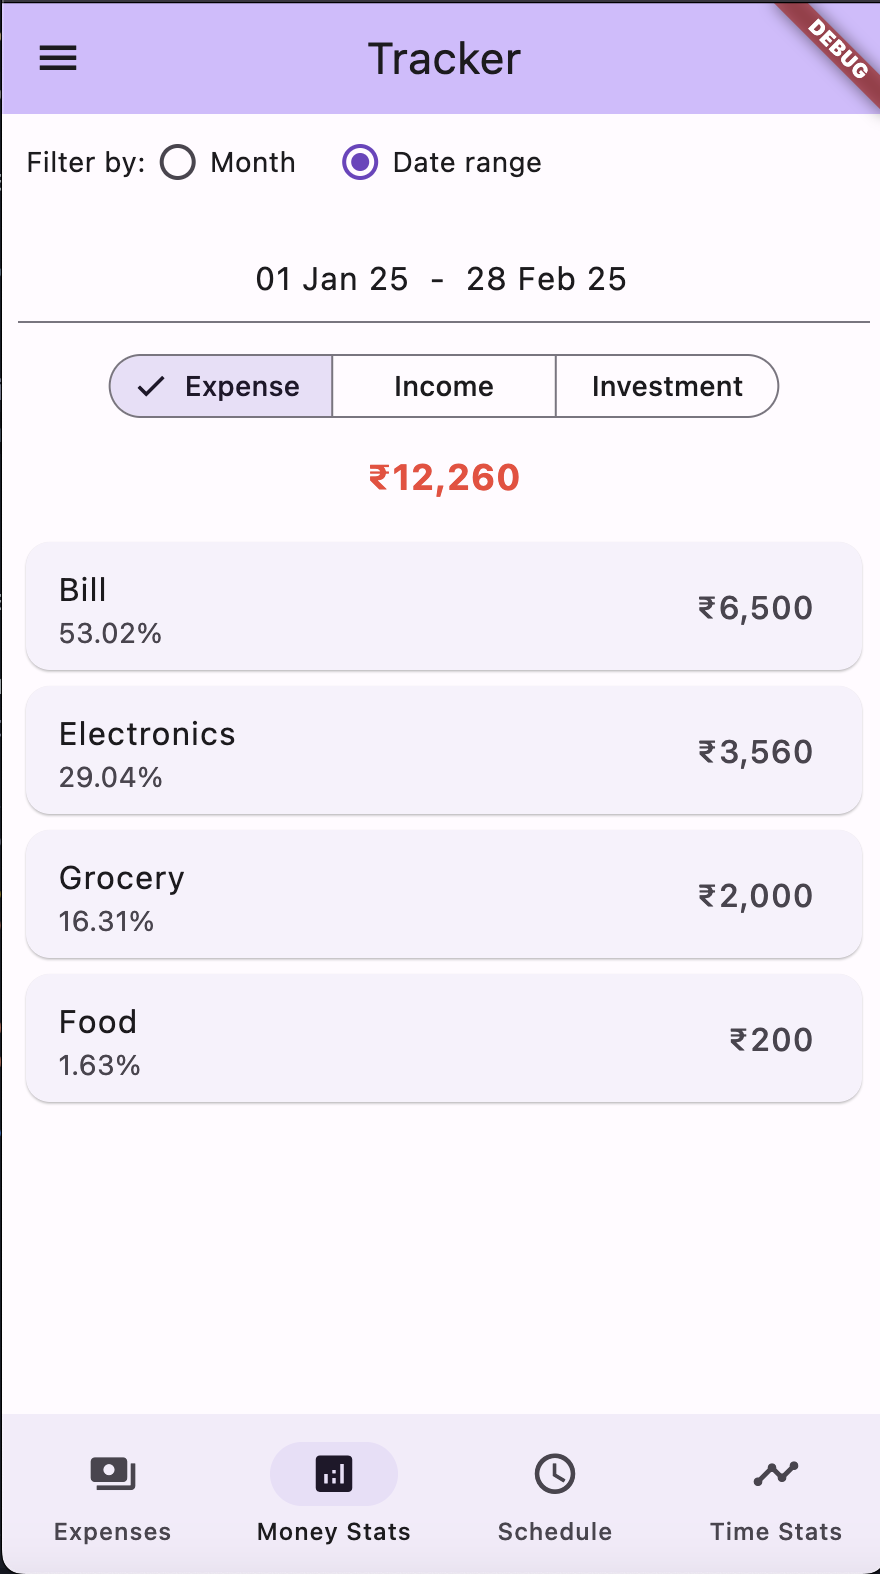 Tracker
DEBUG
Filter by: Month Date range
01 Jan 25 - 28 Feb 25
Expense Income Investment
₹12,260
Bill
53.02%
₹6,500
Electronics
29.04%
₹3,560
Grocery
16.31%
₹2,000
Food
1.63%
₹200
Expenses Money Stats Schedule Time Stats